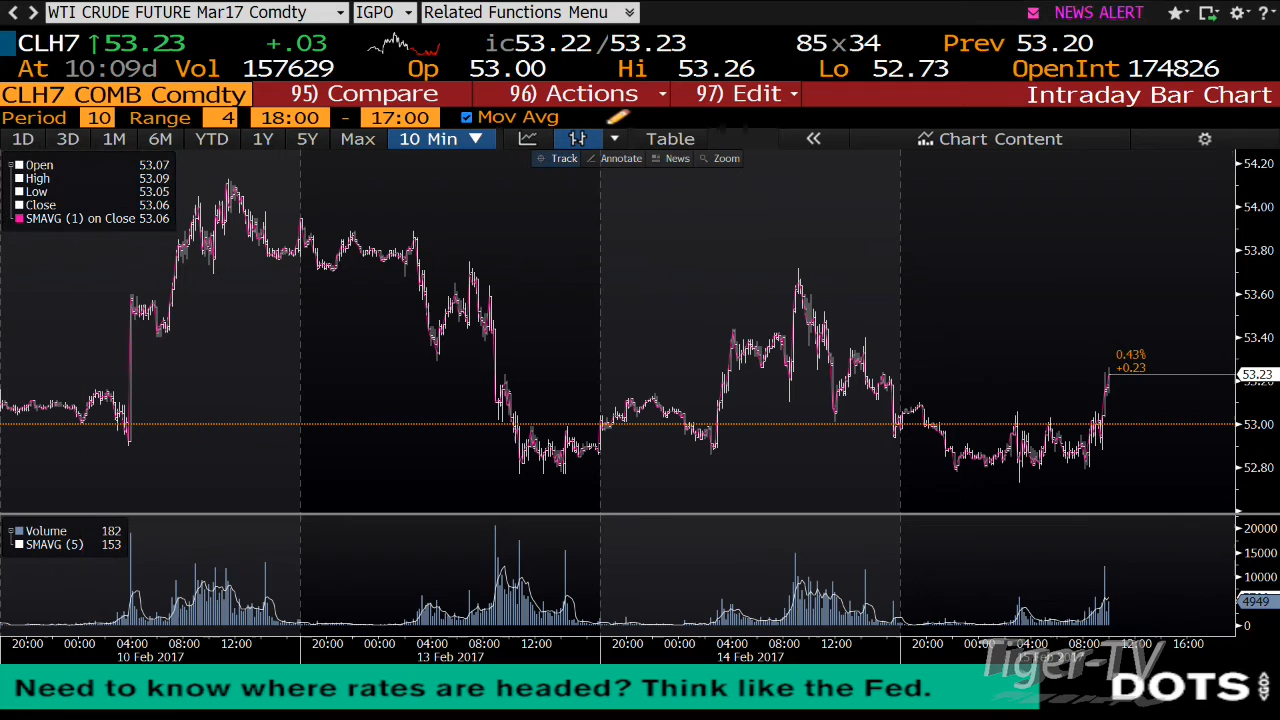 WTI CRUDE FUTURE Mar17 Comdty IGPO Related Functions Menu NEWS ALERT
CLH7 ↑53.23 +.03 ic53.22/53.23 85x34 Prev 53.20
At 10:09d Vol 157629 Op 53.00 Hi 53.26 Lo 52.73 OpenInt 174826
CLH7 COMB Comdty 95) Compare 96) Actions 97) Edit Intraday Bar Chart
Period 10 Range 4 18:00 - 17:00 Mov Avg
1D 3D 1M 6M YTD 1Y 5Y Max 10 Min Table Chart Content
Track Annotate News Zoom
Open 53.07
High 53.09
Low 53.05
Close 53.06
SMAVG (1) on Close 53.06
54.20
54.00
53.80
53.60
53.40
0.43%
+0.23
53.23
53.20
53.00
52.80
Volume 182
SMAVG (5) 153
20000
15000
10000
4949
0
20:00 00:00 04:00 08:00 12:00 20:00 00:00 04:00 08:00 12:00 20:00 00:00 04:00 08:00 12:00 20:00 00:00 04:00 08:00 12:00 16:00
10 Feb 2017 13 Feb 2017 14 Feb 2017 15 Feb 2017
Tiger-TV
Need to know where rates are headed? Think like the Fed. DOTS